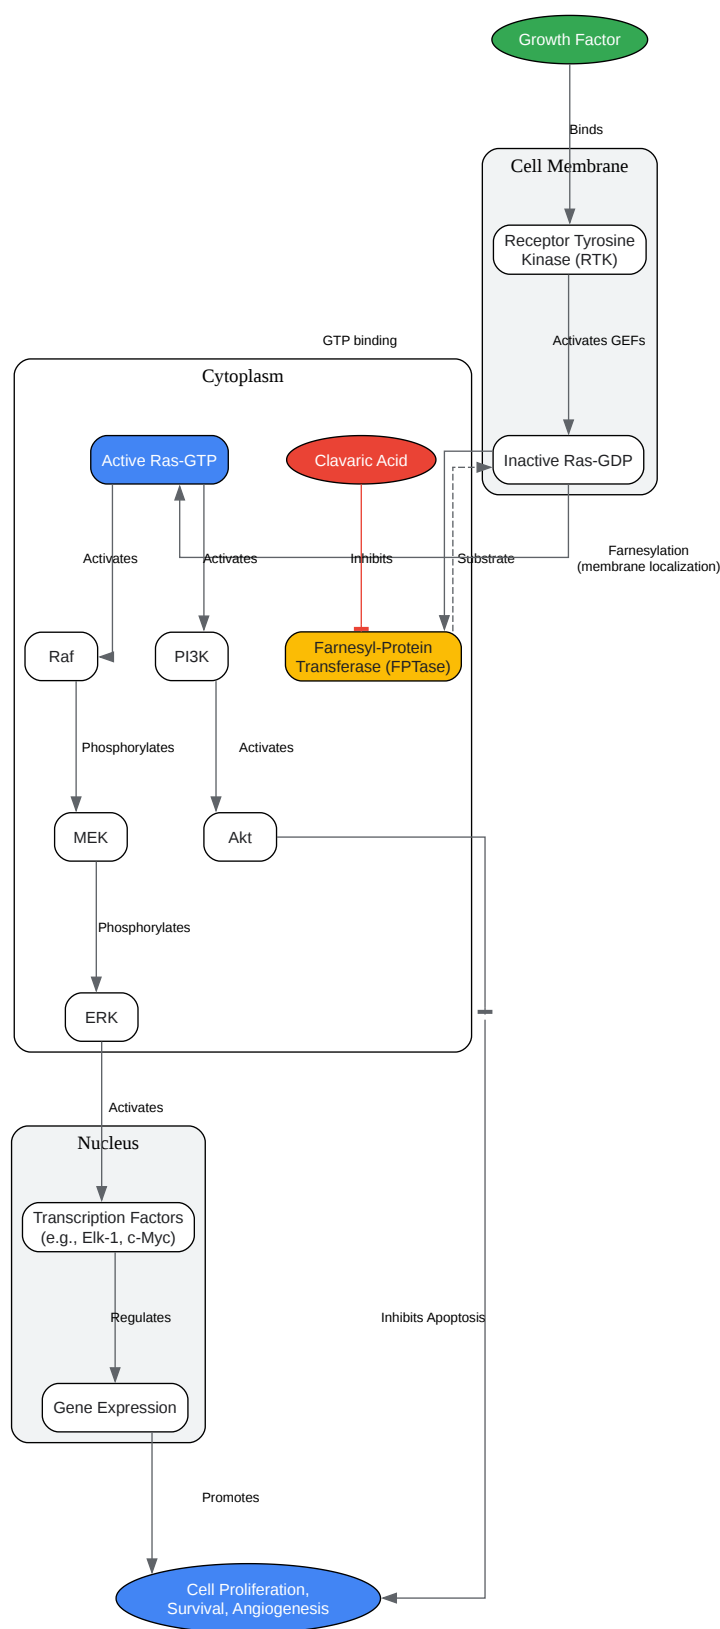 Growth Factor
Binds
Cell Membrane
Receptor Tyrosine
Kinase (RTK)
GTP binding
Activates GEFs
Cytoplasm
Active Ras-GTP
Clavaric Acid
Inactive Ras-GDP
Activates
Activates
Inhibits
Substrate
Farnesylation
(membrane localization)
Raf
PI3K
Farnesyl-Protein
Transferase (FPTase)
Phosphorylates
Activates
MEK
Akt
Phosphorylates
ERK
Activates
Nucleus
Transcription Factors
(e.g., Elk-1, c-Myc)
Regulates
Inhibits Apoptosis
Gene Expression
Promotes
Cell Proliferation,
Survival, Angiogenesis